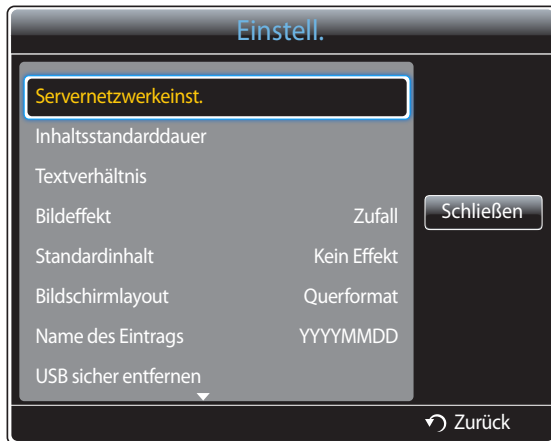 Einstell.
Servernetzwerkeinst.
Inhaltsstandarddauer
Textverhältnis
Bildeffekt Zufall
Standardinhalt Kein Effekt
Bildschirmlayout Querformat
Name des Eintrags YYYYMMDD
USB sicher entfernen
Schließen
Zurück